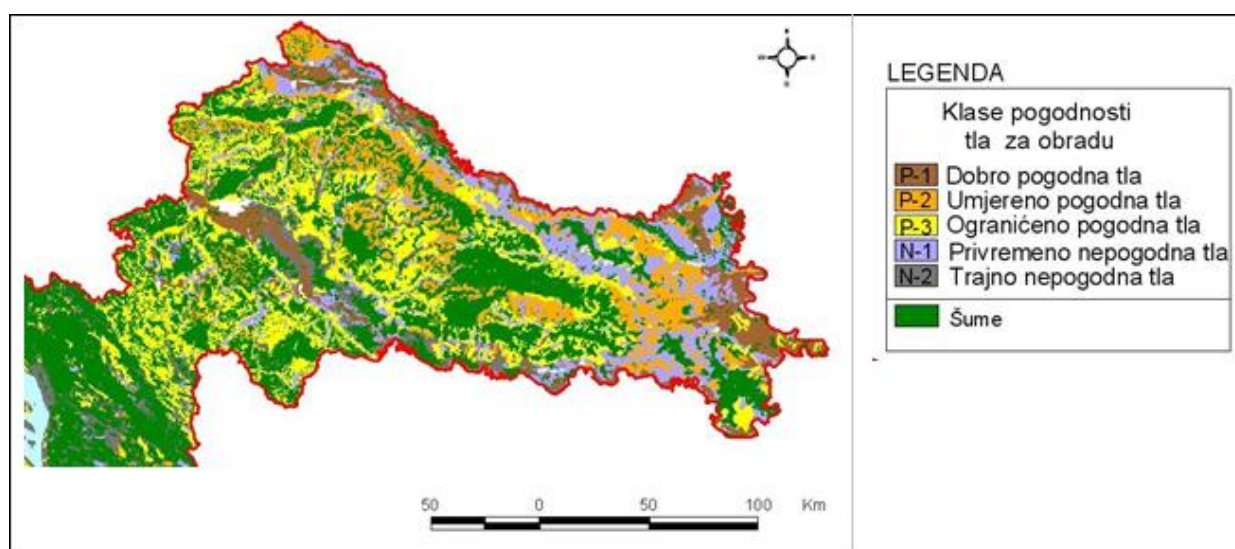 LEGENDA
Klase pogodnosti
tla za obradu
P-1 Dobro pogodna tla
P-2 Umjereno pogodna tla
P-3 Ograničeno pogodna tla
N-1 Privremeno nepogodna tla
N-2 Trajno nepogodna tla
Šume
50 0 50 100 Km